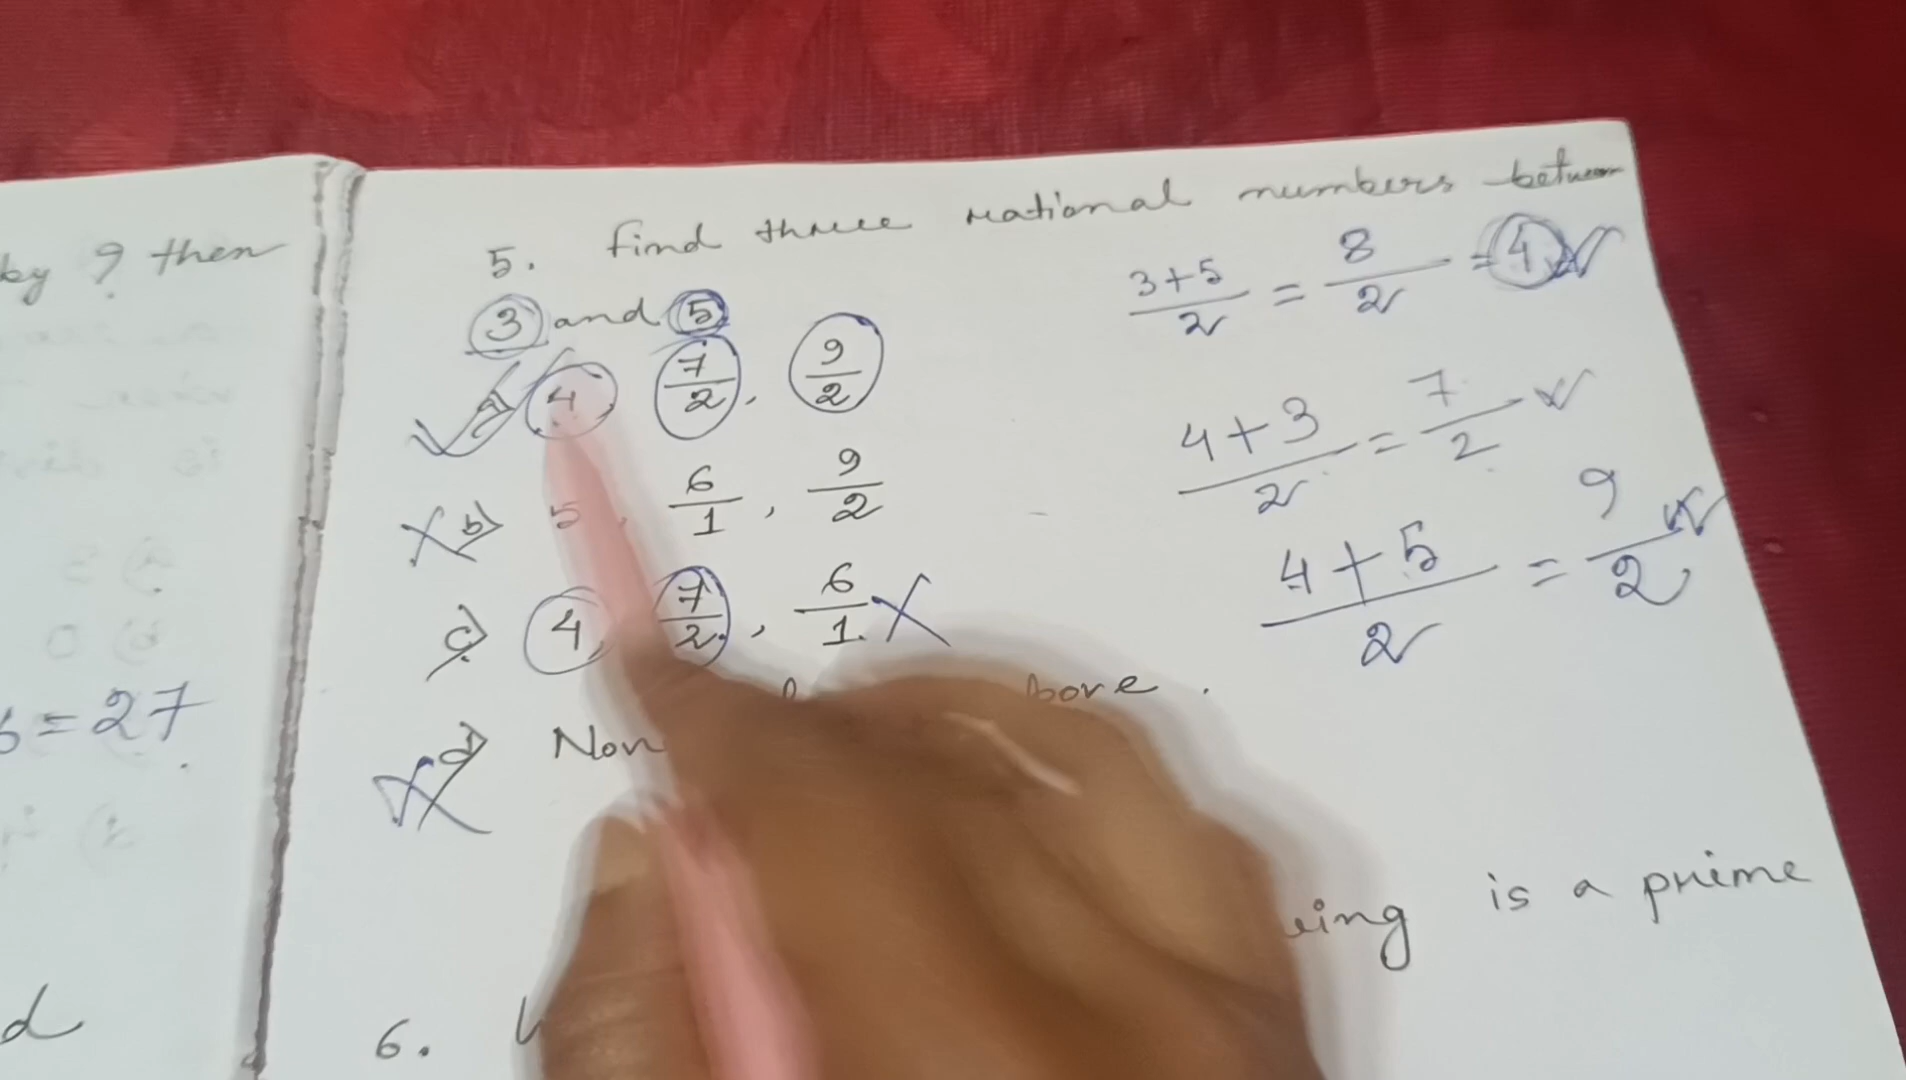 by 9 then
6 = 27
d
5. find three rational numbers between
3 and 5
a) 4, 7/2, 9/2
b) 5, 6/1, 9/2
c) 4, 7/2, 6/1
d) bove.
6.
is a prime
3+5/2 = 8/2 = 4
4+3/2 = 7/2
4+5/2 = 9/2